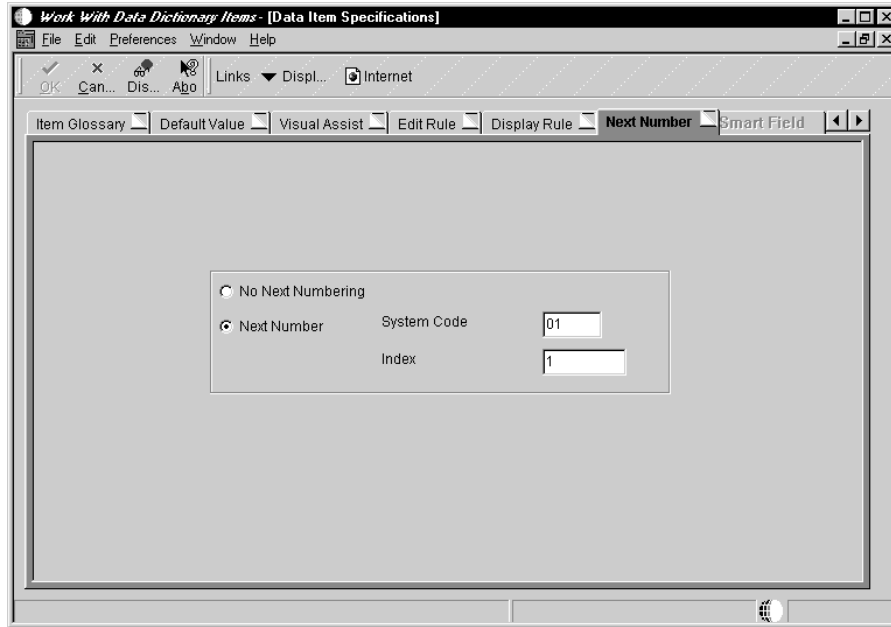 Work With Data Dictionary Items - [Data Item Specifications]
File Edit Preferences Window Help
OK Can... Dis... Abo Links Displ... Internet
Item Glossary Default Value Visual Assist Edit Rule Display Rule Next Number Smart Field
No Next Numbering
Next Number System Code 01
Index 1